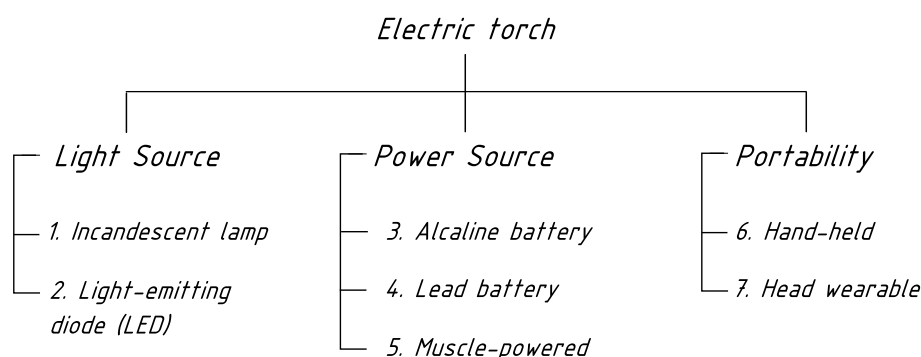 Electric torch
Light Source
1. Incandescent lamp
2. Light-emitting
diode (LED)
Power Source
3. Alcaline battery
4. Lead battery
5. Muscle-powered
Portability
6. Hand-held
7. Head wearable